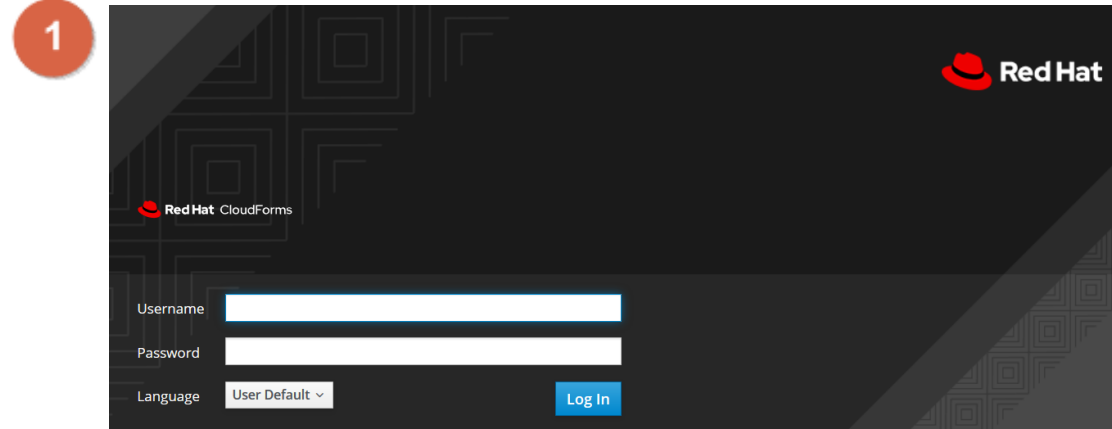 1
Red Hat
Red Hat CloudForms
Username
Password
Language User Default Log In